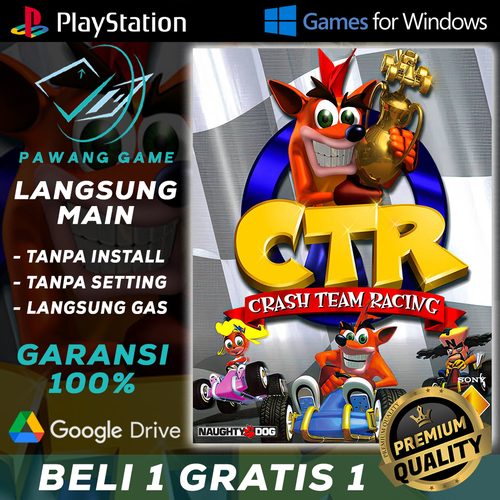 PlayStation
Games for Windows
PAWANG GAME
LANGSUNG
MAIN
- TANPA INSTALL
- TANPA SETTING
- LANGSUNG GAS
GARANSI
100%
Google Drive
CTR
CRASH TEAM RACING
NAUGHTY DOG
SONY
PREMIUM
QUALITY
BELI 1 GRATIS 1